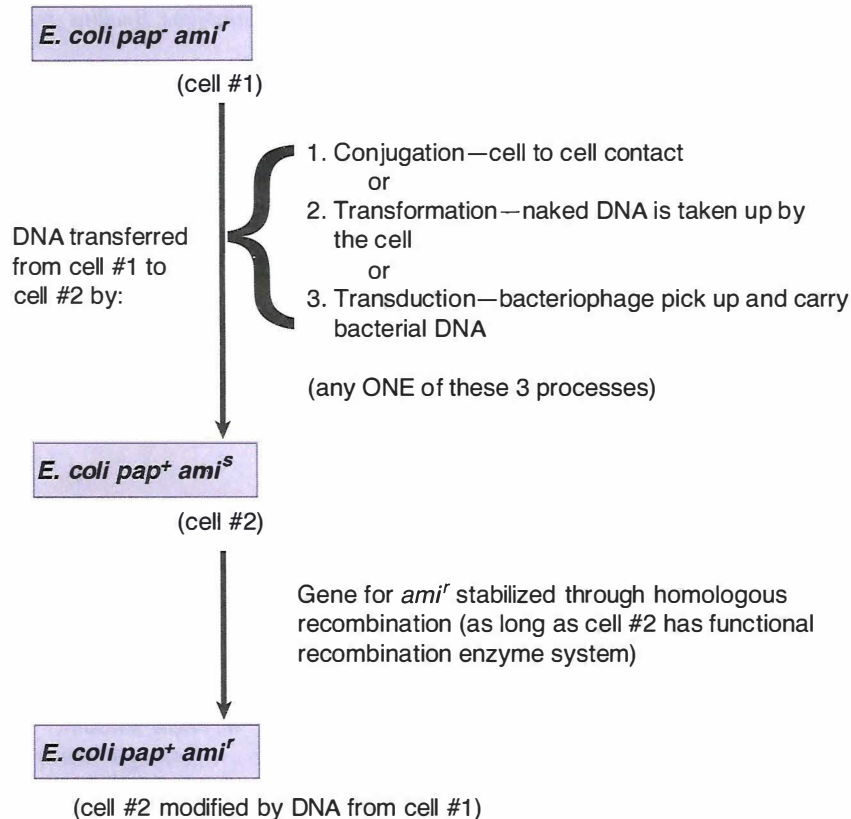 E. coli pap⁻ amiʳ
(cell #1)
DNA transferred
from cell #1 to
cell #2 by:
1. Conjugation—cell to cell contact
or
2. Transformation—naked DNA is taken up by
the cell
or
3. Transduction—bacteriophage pick up and carry
bacterial DNA
(any ONE of these 3 processes)
E. coli pap⁺ amiˢ
(cell #2)
Gene for amiʳ stabilized through homologous
recombination (as long as cell #2 has functional
recombination enzyme system)
E. coli pap⁺ amiʳ
(cell #2 modified by DNA from cell #1)